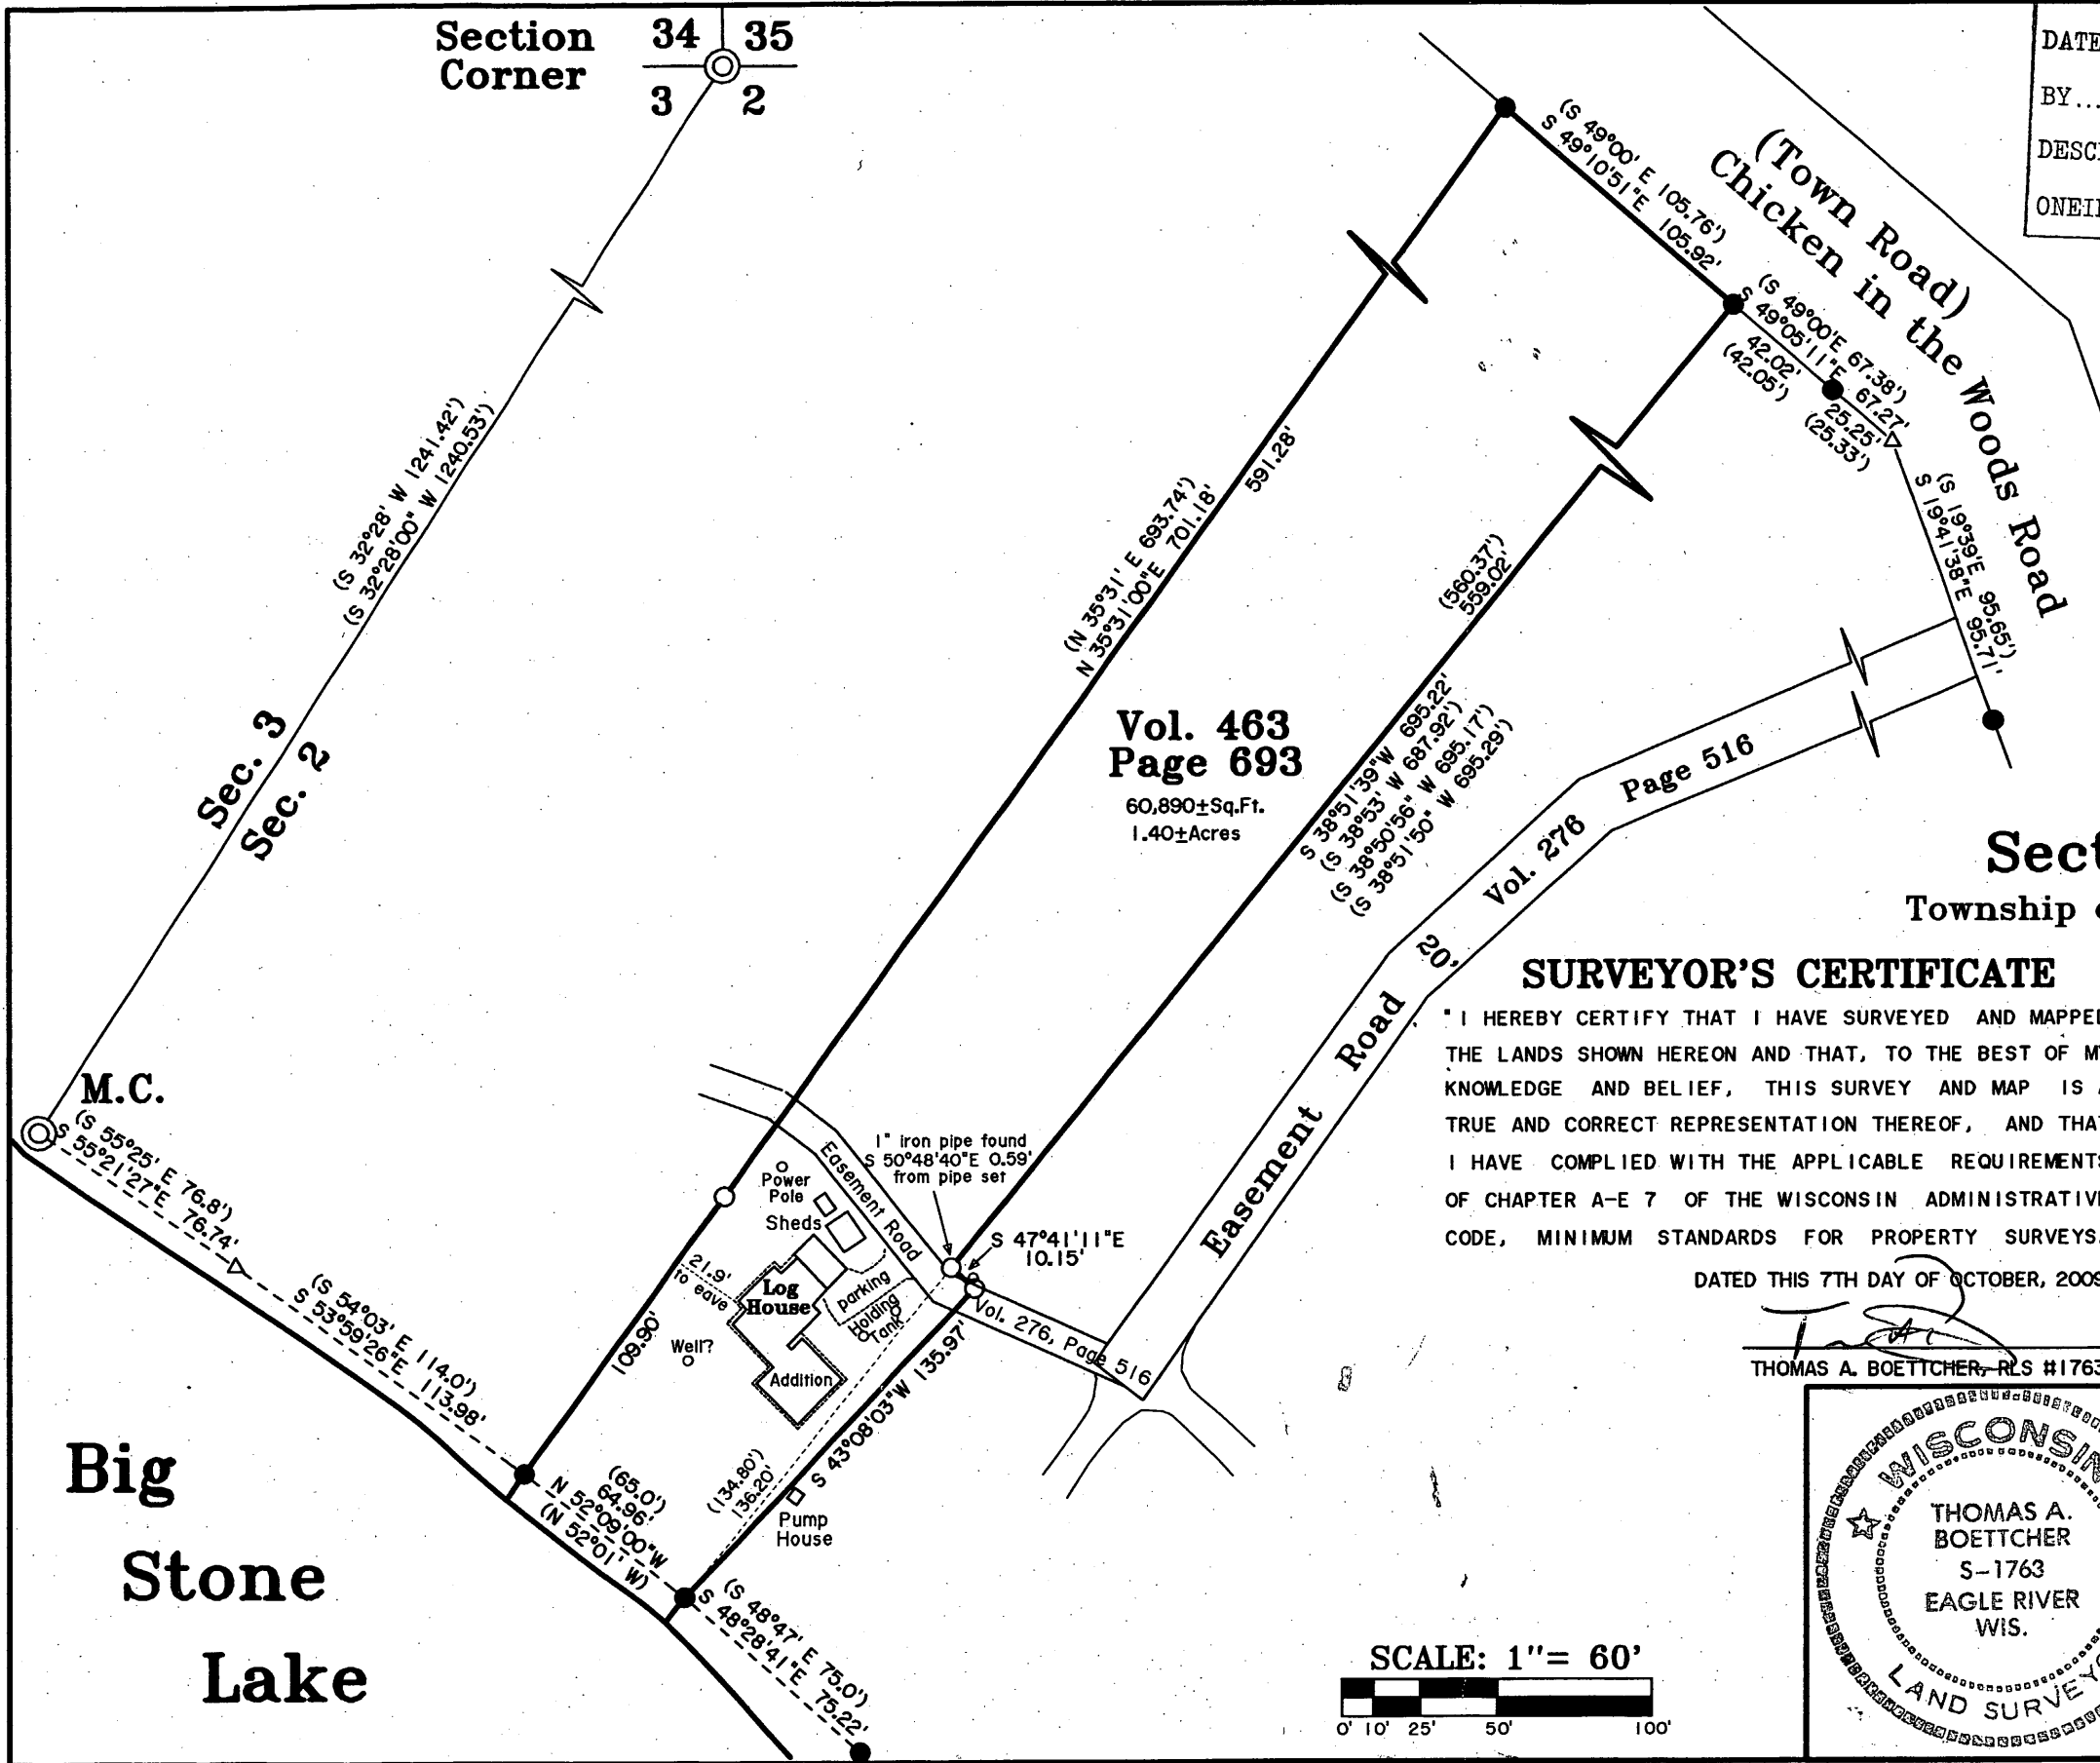 Section
Corner
34 35
3 2
DATE
BY...
(S 49°00' E 105.76')
S 49°10'51"E 105.92'
(Town Road)
Chicken in the Woods Road
(S 49°00'E 67.38')
S 49°05'11"E 67.27'
42.02'
(42.05')
25.25'
(25.33')
(S 19°39'E 95.65')
S 19°41'38"E 95.71'
(S 32°28' W 1241.42')
(S 32°28'00" W 1240.53')
591.28'
(N 35°31' E 693.74')
N 35°31'00"E 701.18'
(560.37')
559.02'
Sec. 3
Sec. 2
Vol. 463
Page 693
60,890±Sq.Ft.
1.40±Acres
S 38°51'39"W 695.22'
(S 38°53' W 687.92')
(S 38°50'56" W 695.17')
(S 38°51'50" W 695.29')
Easement Road 20' Vol. 276 Page 516
Township
SURVEYOR'S CERTIFICATE
"I HEREBY CERTIFY THAT I HAVE SURVEYED AND MAPPED
THE LANDS SHOWN HEREON AND THAT, TO THE BEST OF MY
KNOWLEDGE AND BELIEF, THIS SURVEY AND MAP IS A
TRUE AND CORRECT REPRESENTATION THEREOF, AND THAT
I HAVE COMPLIED WITH THE APPLICABLE REQUIREMENTS
OF CHAPTER A-E 7 OF THE WISCONSIN ADMINISTRATIVE
CODE, MINIMUM STANDARDS FOR PROPERTY SURVEYS.
DATED THIS 7TH DAY OF OCTOBER, 2009
THOMAS A. BOETTCHER, RLS #1763
M.C.
(S 55°25' E 76.8')
S 55°21'27"E 76.74'
(S 54°03' E 114.0')
S 53°59'26"E 113.98'
1" iron pipe found
S 50°48'40"E 0.59'
from pipe set
Power
Pole
Sheds
Easement Road
S 47°41'11"E
10.15'
21.9'
to eave
Log
House
parking
Holding
Tank
Vol. 276, Page 516
Well?
Addition
109.90'
S 43°08'03"W 135.97'
(134.80')
136.20'
Pump
House
(65.0')
64.96'
N 52°09'00"W
(N 52°01' W)
(S 48°47' E 75.0')
S 48°28'41"E 75.22'
Big
Stone
Lake
SCALE: 1"= 60'
0' 10' 25' 50' 100'
WISCONSIN
THOMAS A.
BOETTCHER
S-1763
EAGLE RIVER
WIS.
LAND SURVEYO